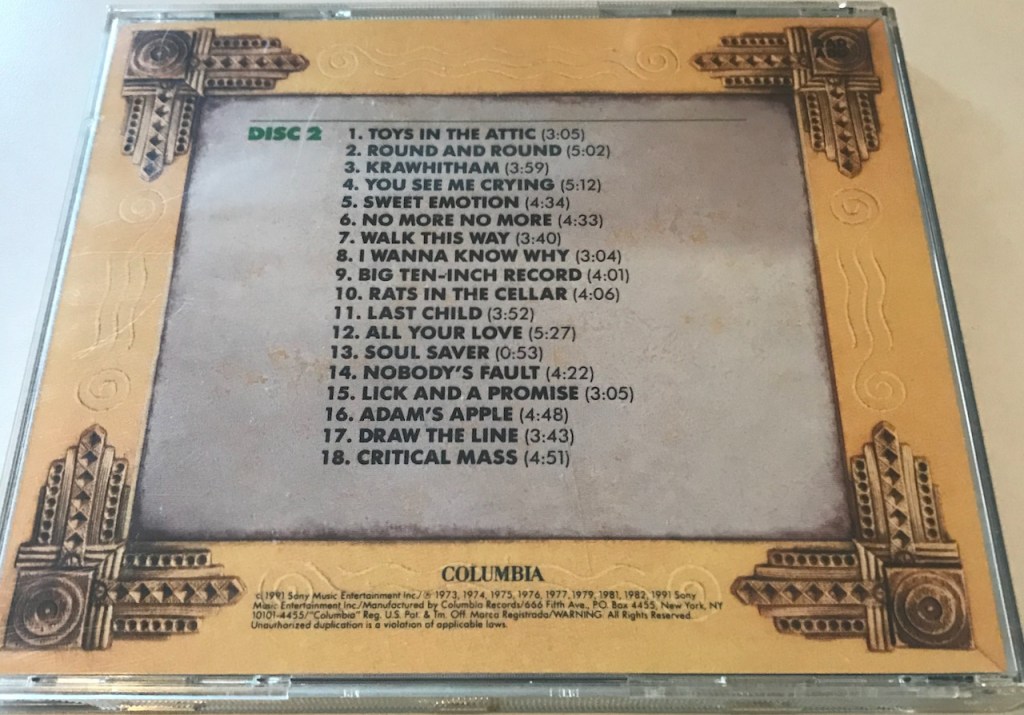 DISC 2 1. TOYS IN THE ATTIC (3:05)
2. ROUND AND ROUND (5:02)
3. KRAWHITHAM (3:59)
4. YOU SEE ME CRYING (5:12)
5. SWEET EMOTION (4:34)
6. NO MORE NO MORE (4:33)
7. WALK THIS WAY (3:40)
8. I WANNA KNOW WHY (3:04)
9. BIG TEN-INCH RECORD (4:01)
10. RATS IN THE CELLAR (4:06)
11. LAST CHILD (3:52)
12. ALL YOUR LOVE (5:27)
13. SOUL SAVER (0:53)
14. NOBODY'S FAULT (4:22)
15. LICK AND A PROMISE (3:05)
16. ADAM'S APPLE (4:48)
17. DRAW THE LINE (3:43)
18. CRITICAL MASS (4:51)
COLUMBIA
© 1991 Sony Music Entertainment Inc./℗ 1973, 1974, 1975, 1976, 1977, 1979, 1981, 1982, 1991 Sony
Music Entertainment Inc./Manufactured by Columbia Records/666 Fifth Ave., P.O. Box 4455, New York, NY
10101-4455/"Columbia" Reg. U.S. Pat. & Tm. Off. Marca Registrada/WARNING: All Rights Reserved.
Unauthorized duplication is a violation of applicable laws.